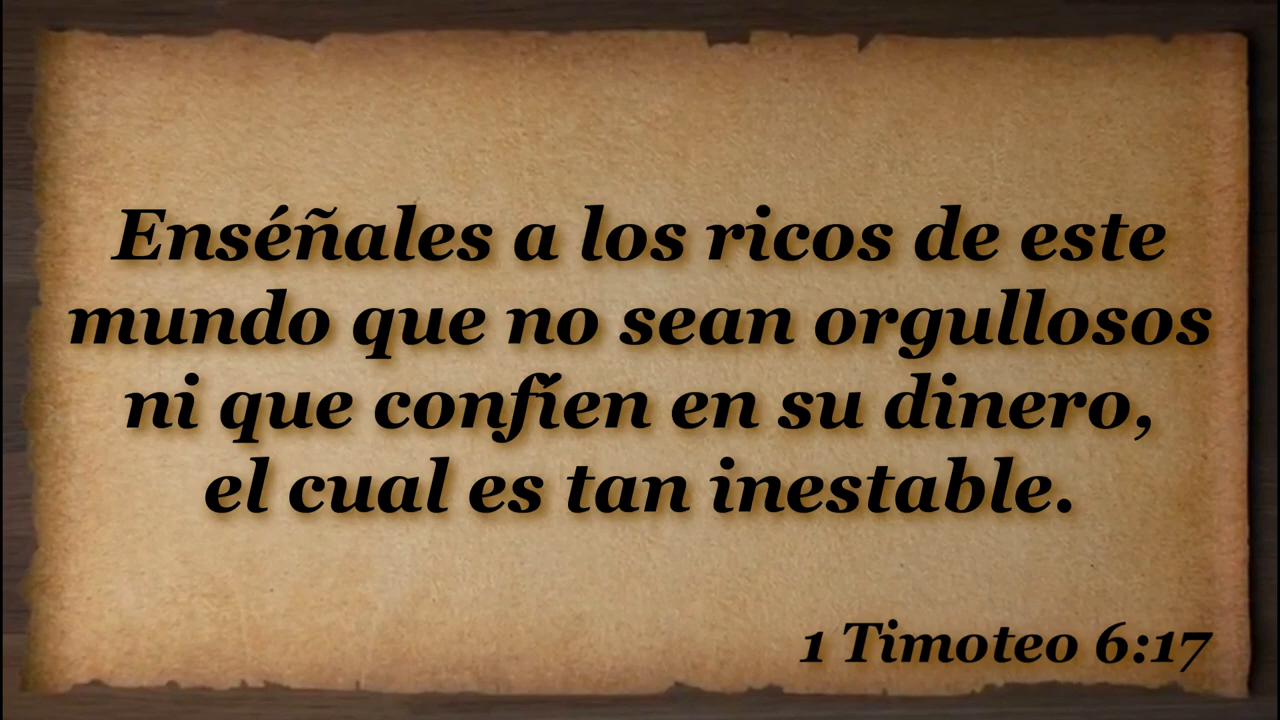 Enséñales a los ricos de este
mundo que no sean orgullosos
ni que confíen en su dinero,
el cual es tan inestable.
1 Timoteo 6:17